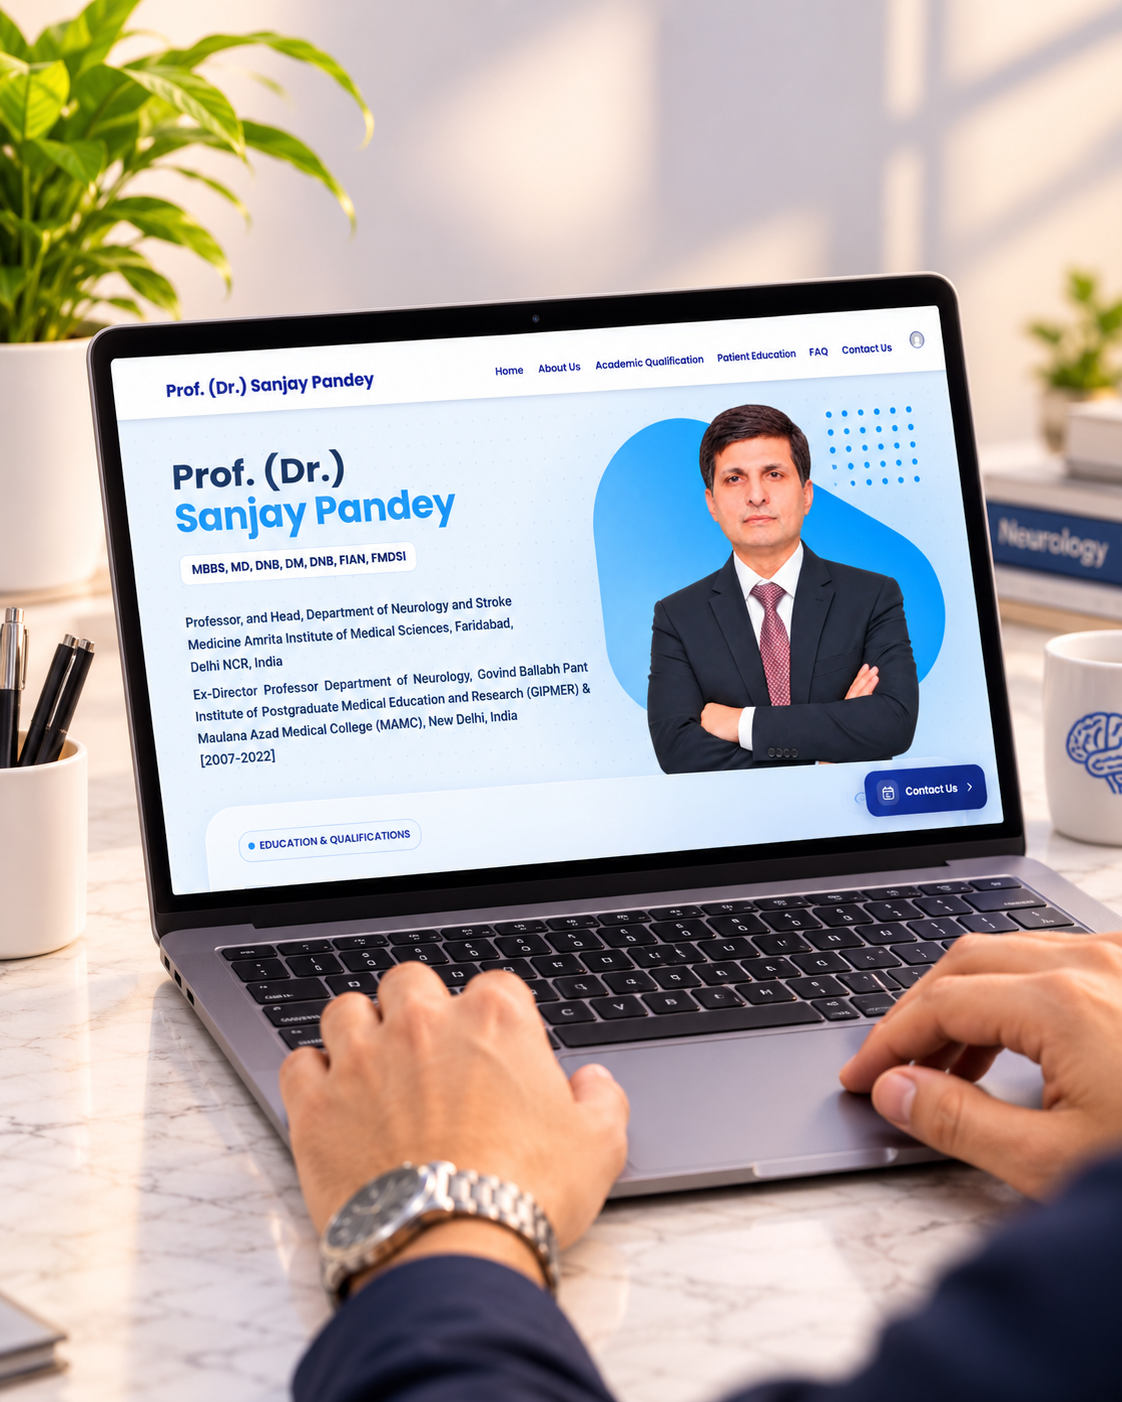 Prof. (Dr.) Sanjay Pandey
Home About Us Academic Qualification Patient Education FAQ Contact Us
Prof. (Dr.)
Sanjay Pandey
MBBS, MD, DNB, DM, DNB, FIAN, FMDSI
Professor, and Head, Department of Neurology and Stroke
Medicine Amrita Institute of Medical Sciences, Faridabad,
Delhi NCR, India
Ex-Director Professor Department of Neurology, Govind Ballabh Pant
Institute of Postgraduate Medical Education and Research (GIPMER) &
Maulana Azad Medical College (MAMC), New Delhi, India
[2007-2022]
Contact Us
EDUCATION & QUALIFICATIONS
Neurology
C V B M